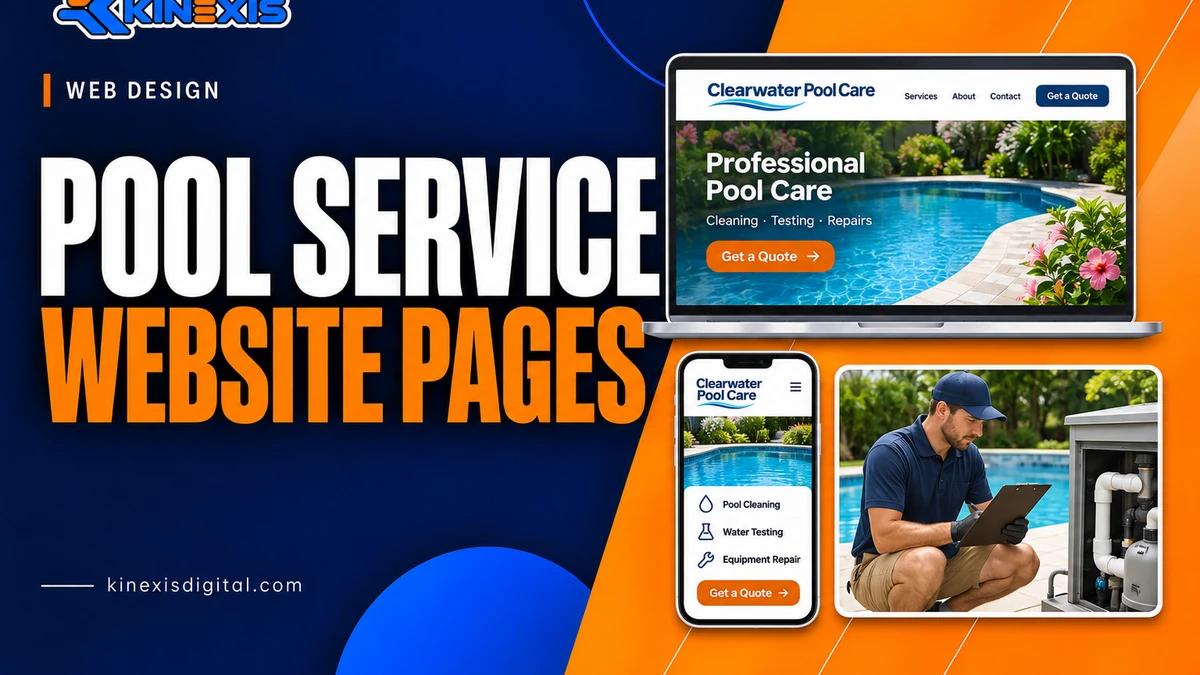 KINEXIS
WEB DESIGN
POOL SERVICE
WEBSITE PAGES
kinexisdigital.com
Clearwater Pool Care
Services About Contact Get a Quote
Professional
Pool Care
Cleaning · Testing · Repairs
Get a Quote →
Clearwater
Pool Care
Pool Cleaning
Water Testing
Equipment Repair
Get a Quote →